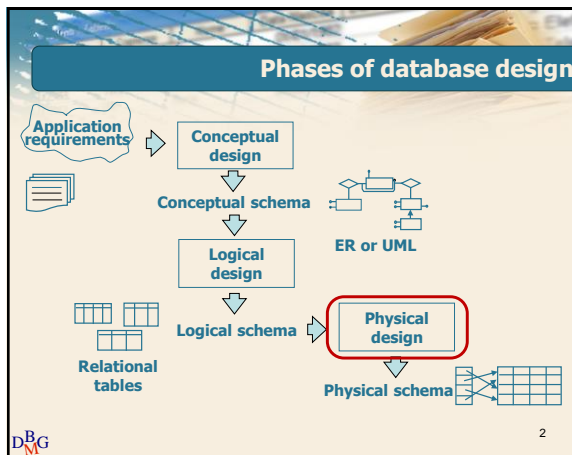 Phases of database design
Application
requirements
Conceptual
design
Conceptual schema
ER or UML
Logical
design
Logical schema
Relational
tables
Physical
design
Physical schema
DBMG
2